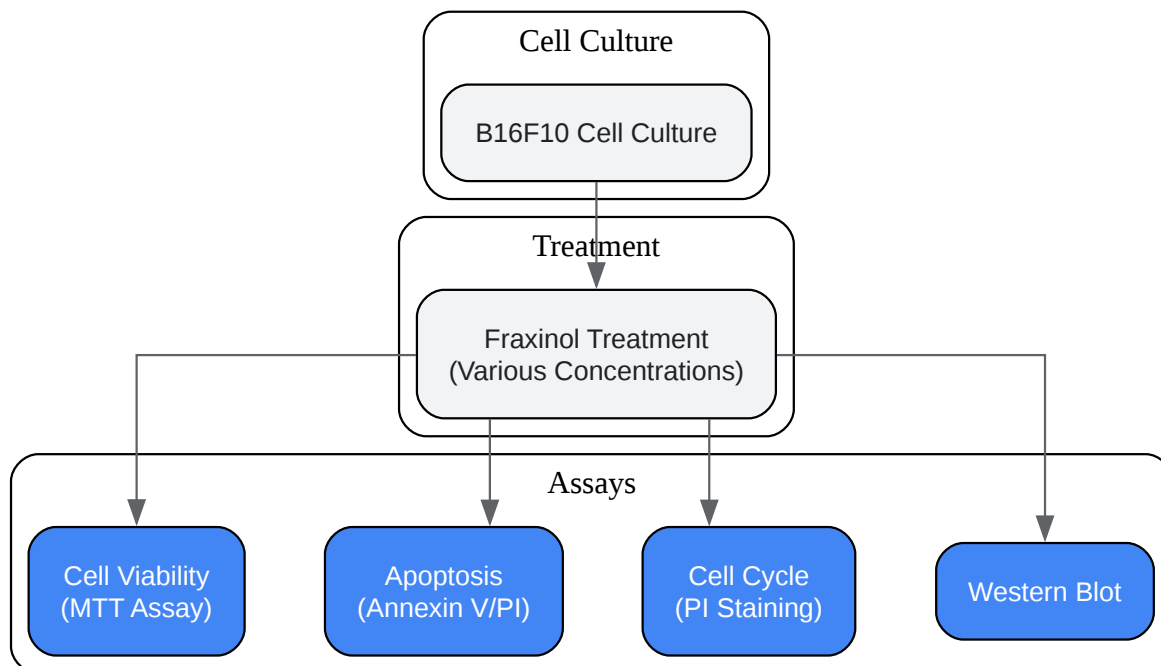 Cell Culture
B16F10 Cell Culture
Treatment
Fraxinol Treatment
(Various Concentrations)
Assays
Cell Viability
(MTT Assay)
Apoptosis
(Annexin V/PI)
Cell Cycle
(PI Staining)
Western Blot